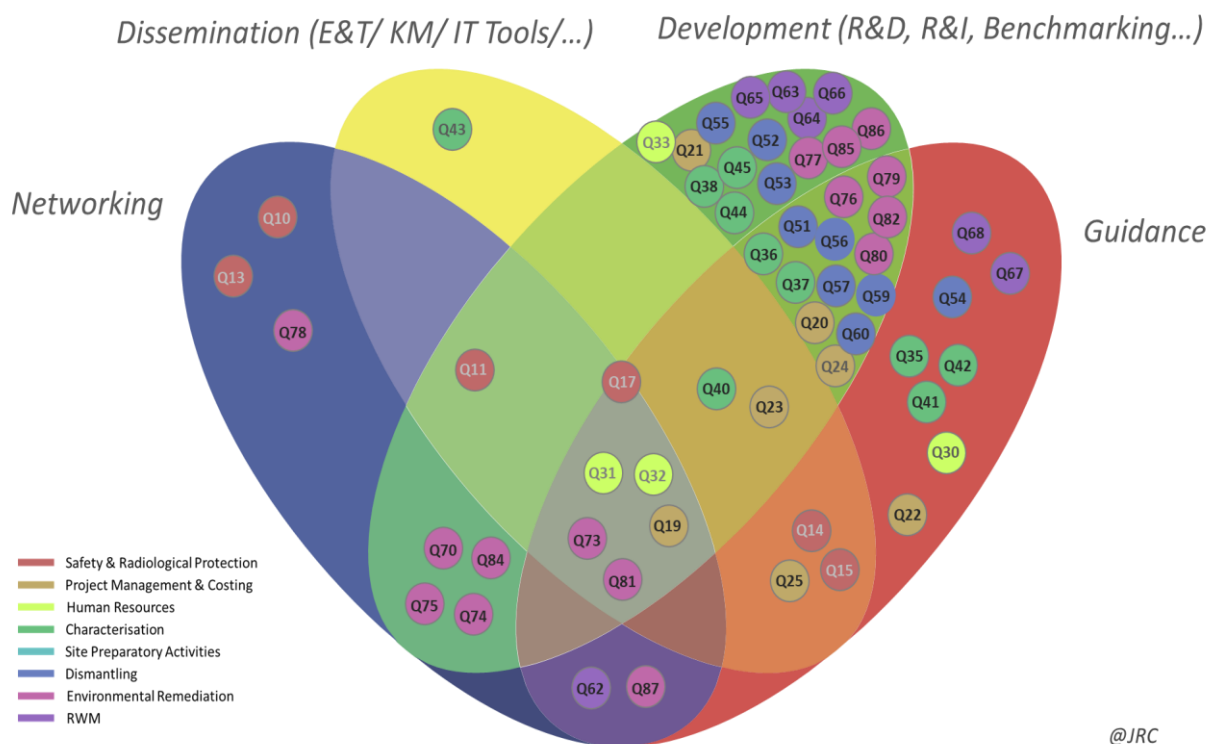 Dissemination (E&T/ KM/ IT Tools/…)
Development (R&D, R&I, Benchmarking…)
Networking
Guidance
Q65
Q63
Q66
Q43
Q55
Q64
Q33
Q21
Q52
Q86
Q85
Q77
Q45
Q38
Q53
Q79
Q76
Q44
Q10
Q51
Q82
Q56
Q68
Q36
Q80
Q13
Q37
Q57
Q59
Q67
Q54
Q78
Q20
Q60
Q11
Q17
Q40
Q24
Q35
Q42
Q23
Q41
Q30
Q31
Q32
Q19
Q22
Q14
Q73
Q70
Q84
Q81
Q25
Q15
Q75
Q74
Q62
Q87
Safety & Radiological Protection
Project Management & Costing
Human Resources
Characterisation
Site Preparatory Activities
Dismantling
Environmental Remediation
RWM
@JRC